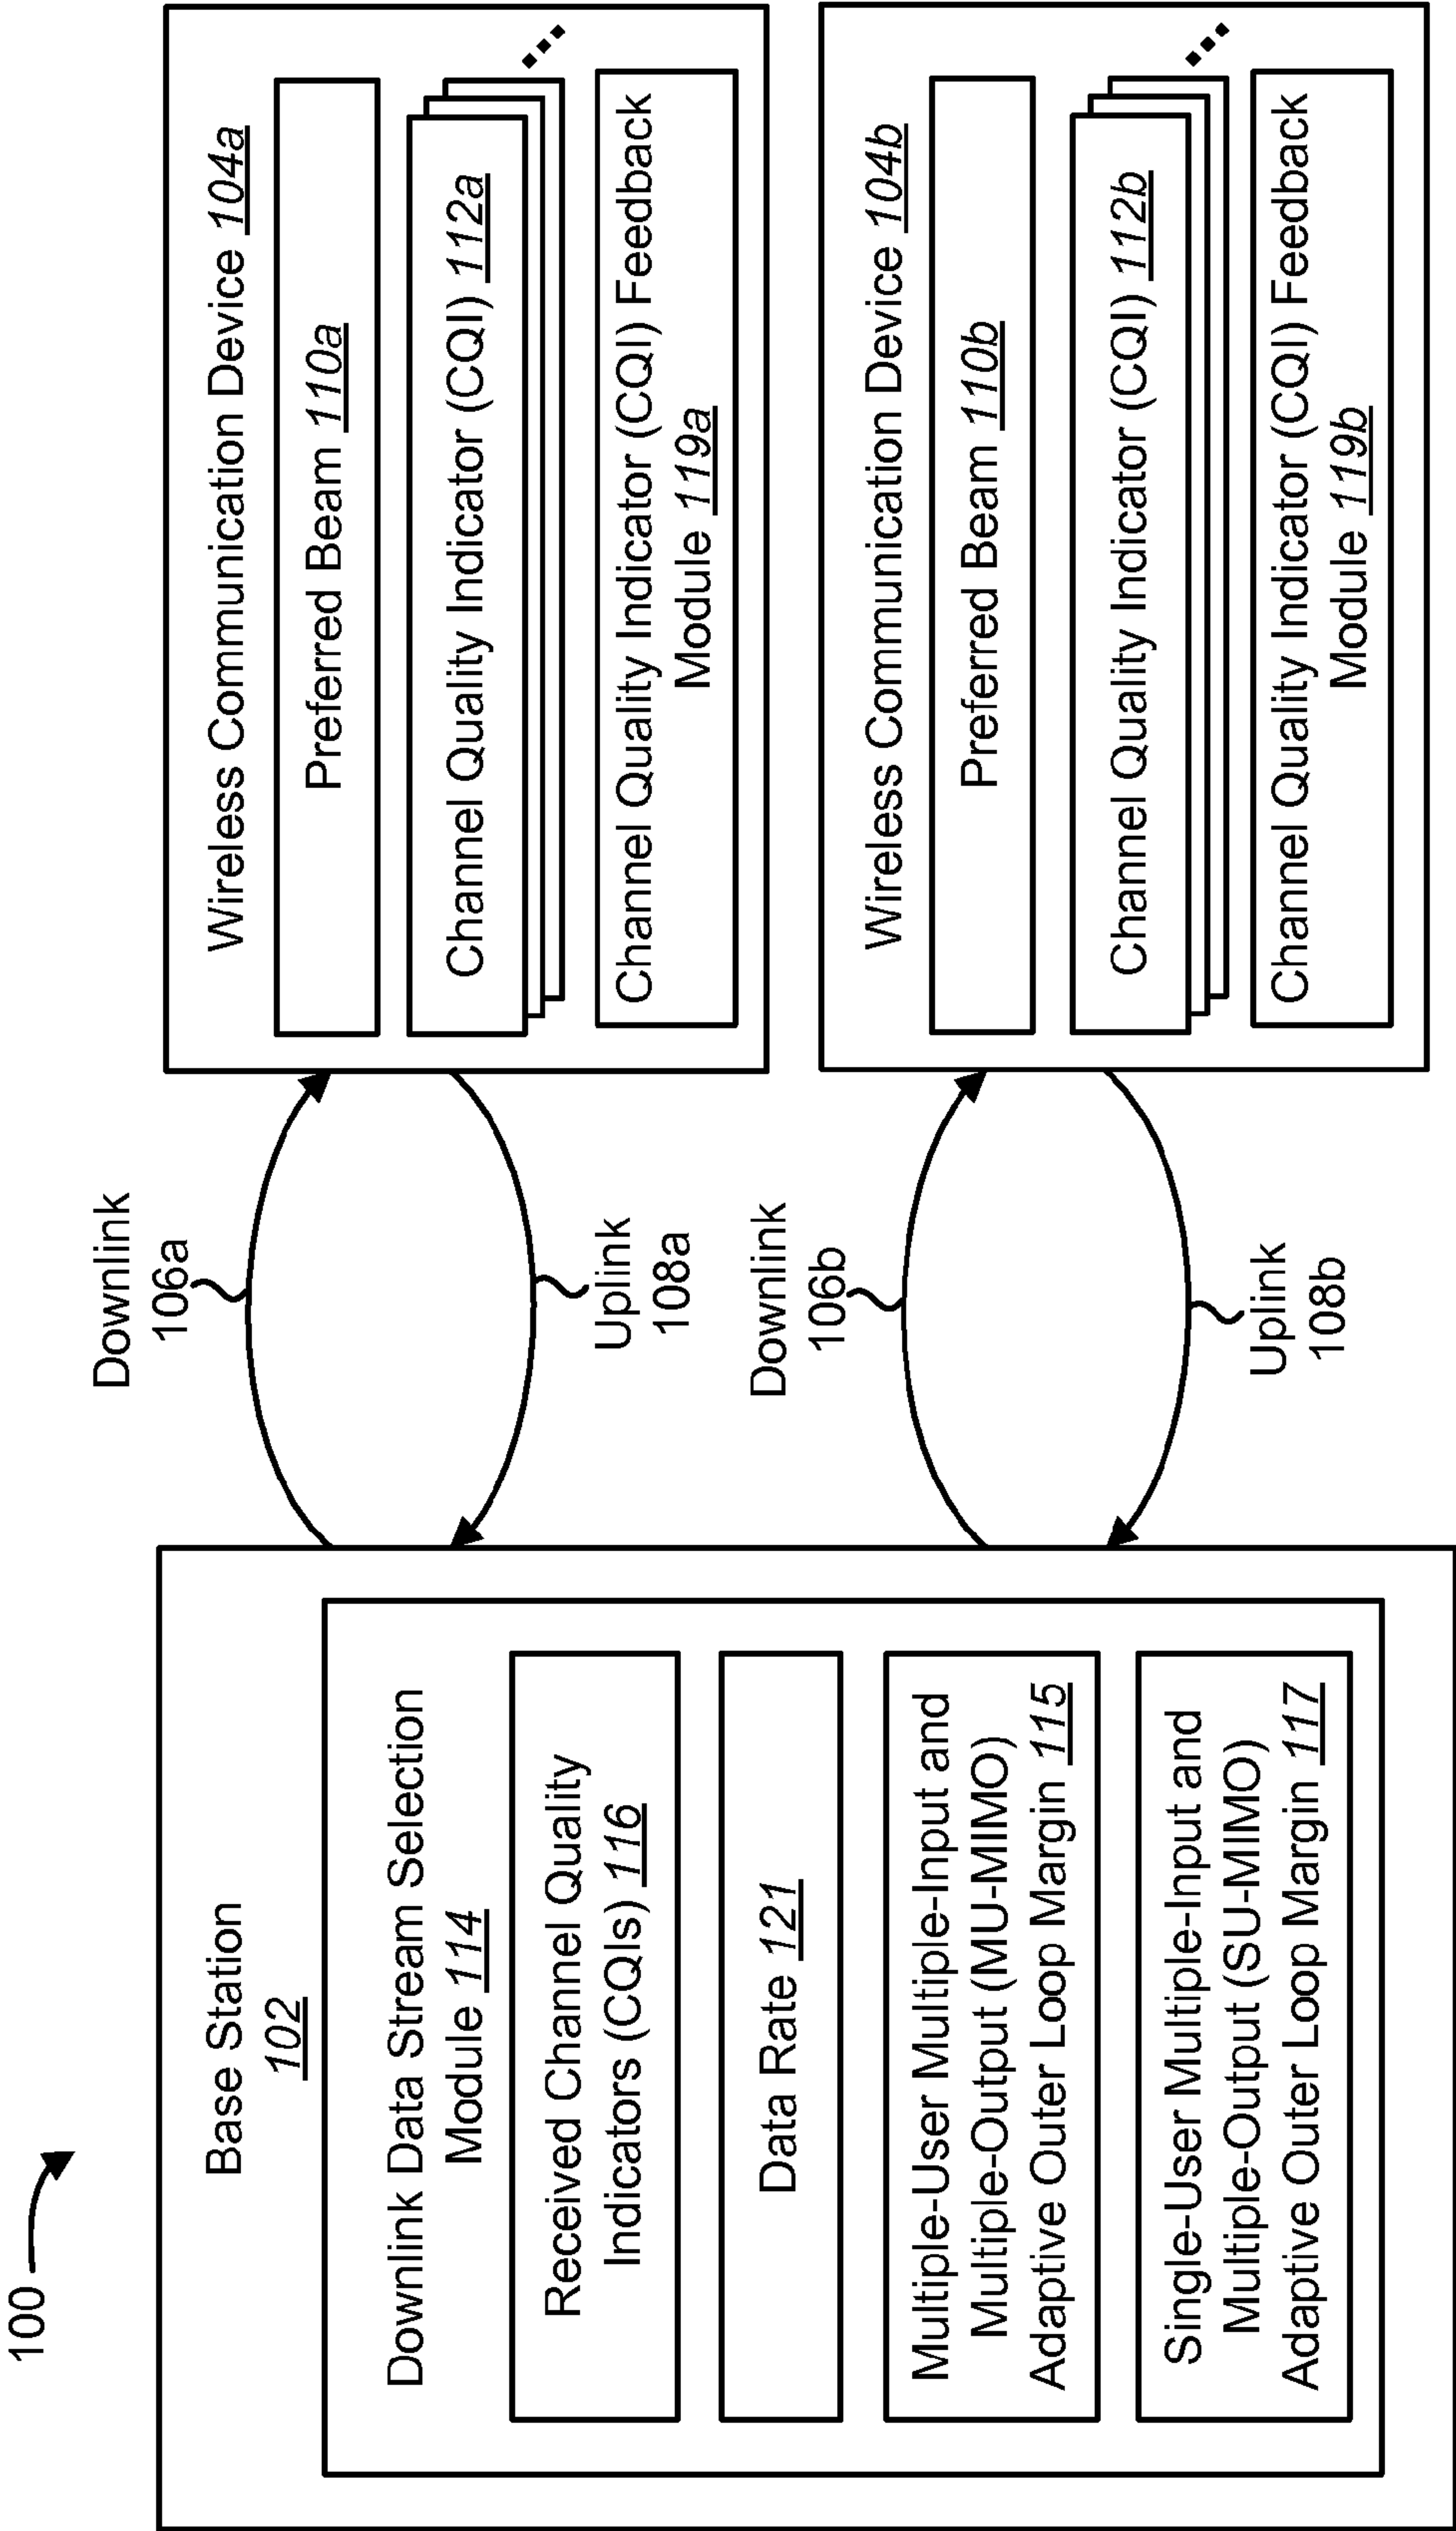 100
Base Station
102
Downlink Data Stream Selection
Module 114
Received Channel Quality
Indicators (CQIs) 116
Data Rate 121
Multiple-User Multiple-Input and
Multiple-Output (MU-MIMO)
Adaptive Outer Loop Margin 115
Single-User Multiple-Input and
Multiple-Output (SU-MIMO)
Adaptive Outer Loop Margin 117
Downlink
106a
Uplink
108a
Downlink
106b
Uplink
108b
Wireless Communication Device 104a
Preferred Beam 110a
Channel Quality Indicator (CQI) 112a
Channel Quality Indicator (CQI) Feedback
Module 119a
Wireless Communication Device 104b
Preferred Beam 110b
Channel Quality Indicator (CQI) 112b
Channel Quality Indicator (CQI) Feedback
Module 119b